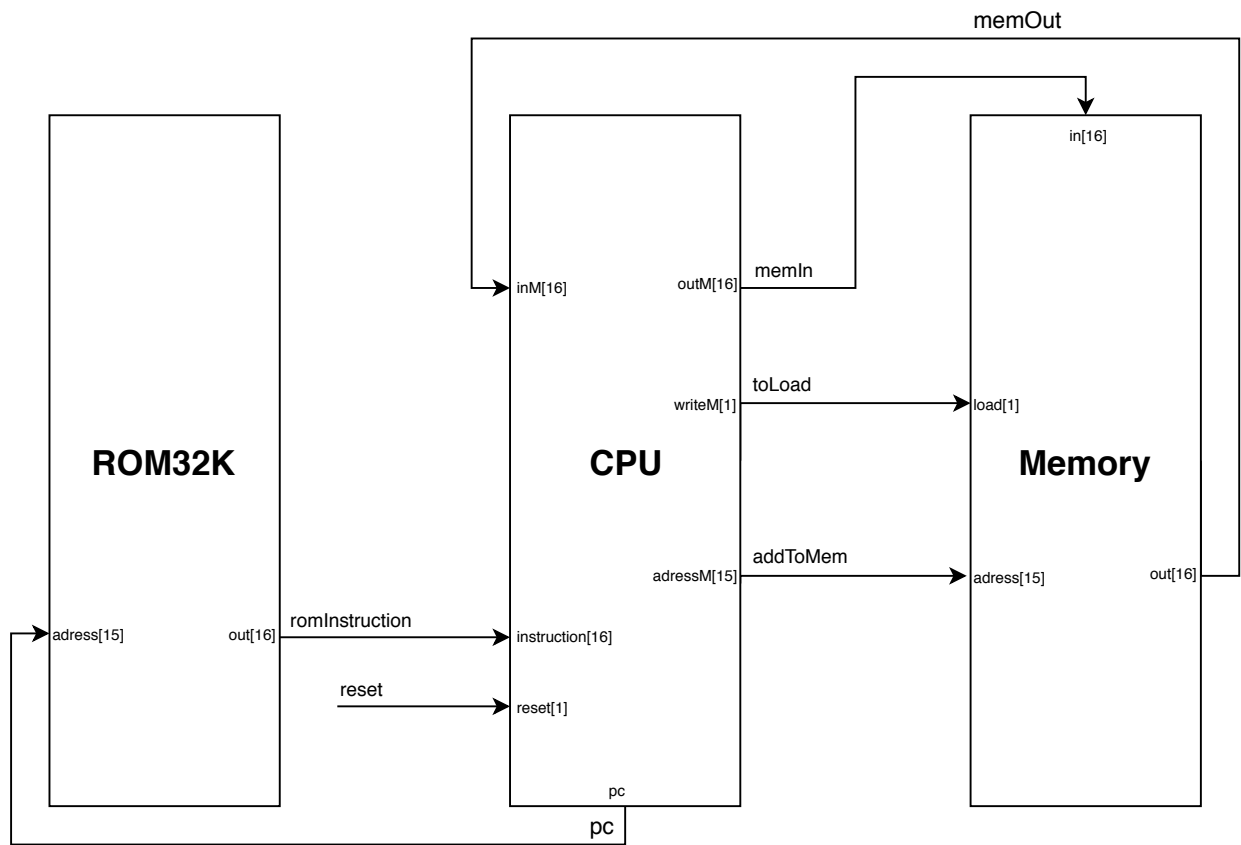 memOut
in[16]
memIn
inM[16]
outM[16]
toLoad
writeM[1]
load[1]
ROM32K
CPU
Memory
addToMem
adressM[15]
adress[15]
out[16]
romInstruction
adress[15]
out[16]
instruction[16]
reset
reset[1]
pc
pc